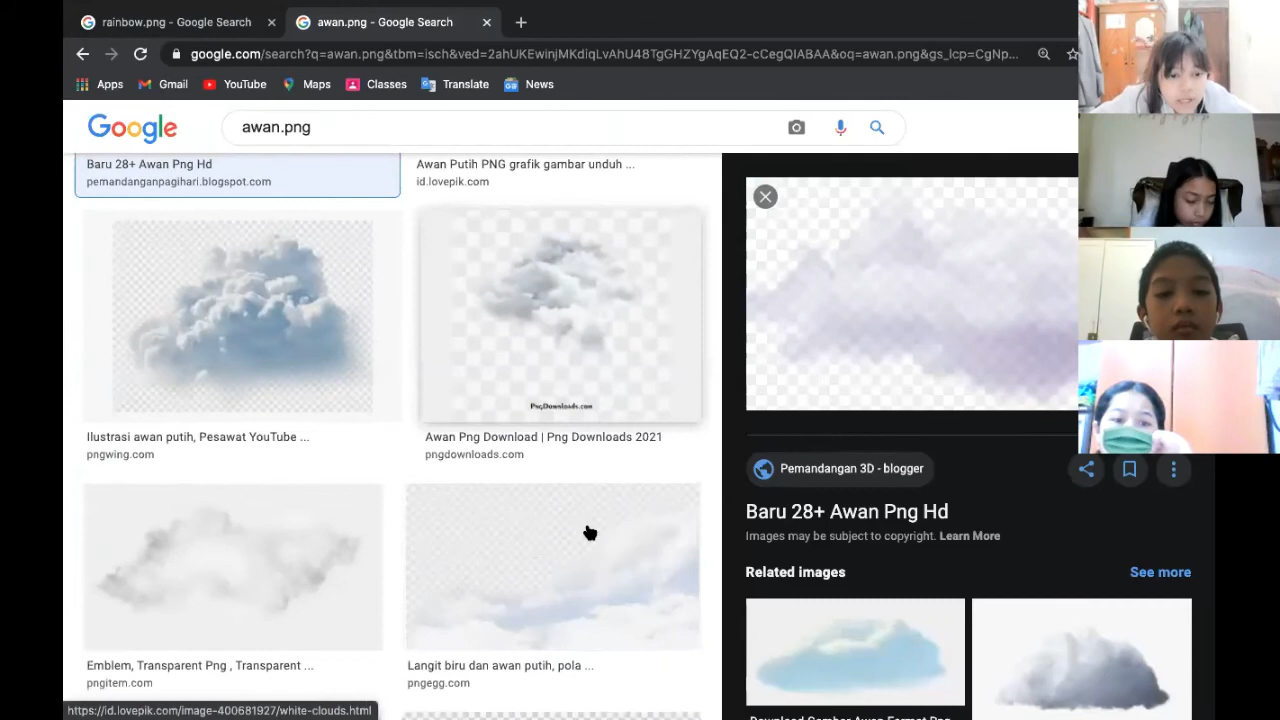 rainbow.png - Google Search
awan.png - Google Search
google.com/search?q=awan.png&tbm=isch&ved=2ahUKEwinjMKdiqLvAhU48TgGHZYgAqEQ2-cCegQIABAA&oq=awan.png&gs_lcp=CgNp...
Apps Gmail YouTube Maps Classes Translate News
Google awan.png
Baru 28+ Awan Png Hd
pemandanganpagihari.blogspot.com
Awan Putih PNG grafik gambar unduh ...
id.lovepik.com
PngDownloads.com
Ilustrasi awan putih, Pesawat YouTube ...
pngwing.com
Awan Png Download | Png Downloads 2021
pngdownloads.com
Emblem, Transparent Png , Transparent ...
pngitem.com
Langit biru dan awan putih, pola ...
pngegg.com
https://id.lovepik.com/image-400681927/white-clouds.html
Pemandangan 3D - blogger
Baru 28+ Awan Png Hd
Images may be subject to copyright. Learn More
Related images
See more
Download Gambar Awan Format Png